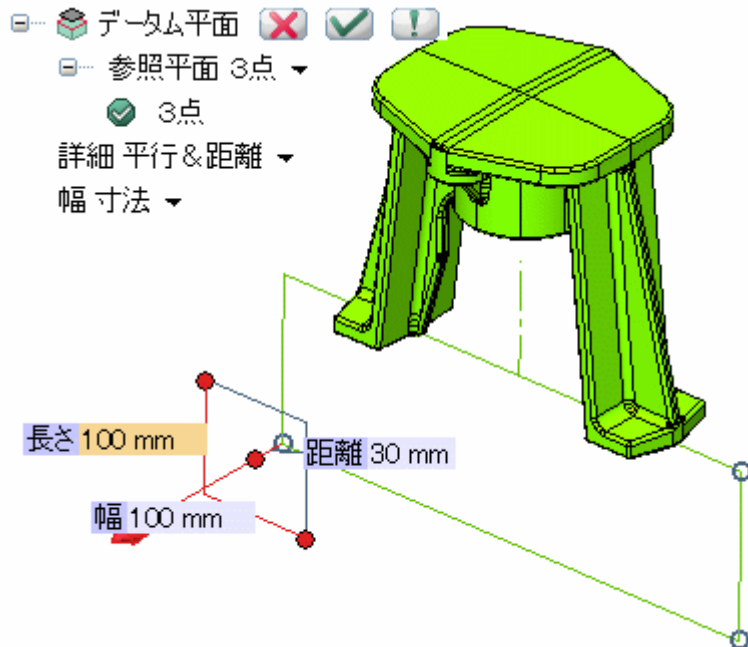 データム平面
参照平面 3点
3点
詳細 平行&距離
幅 寸法
長さ 100 mm
距離 30 mm
幅 100 mm